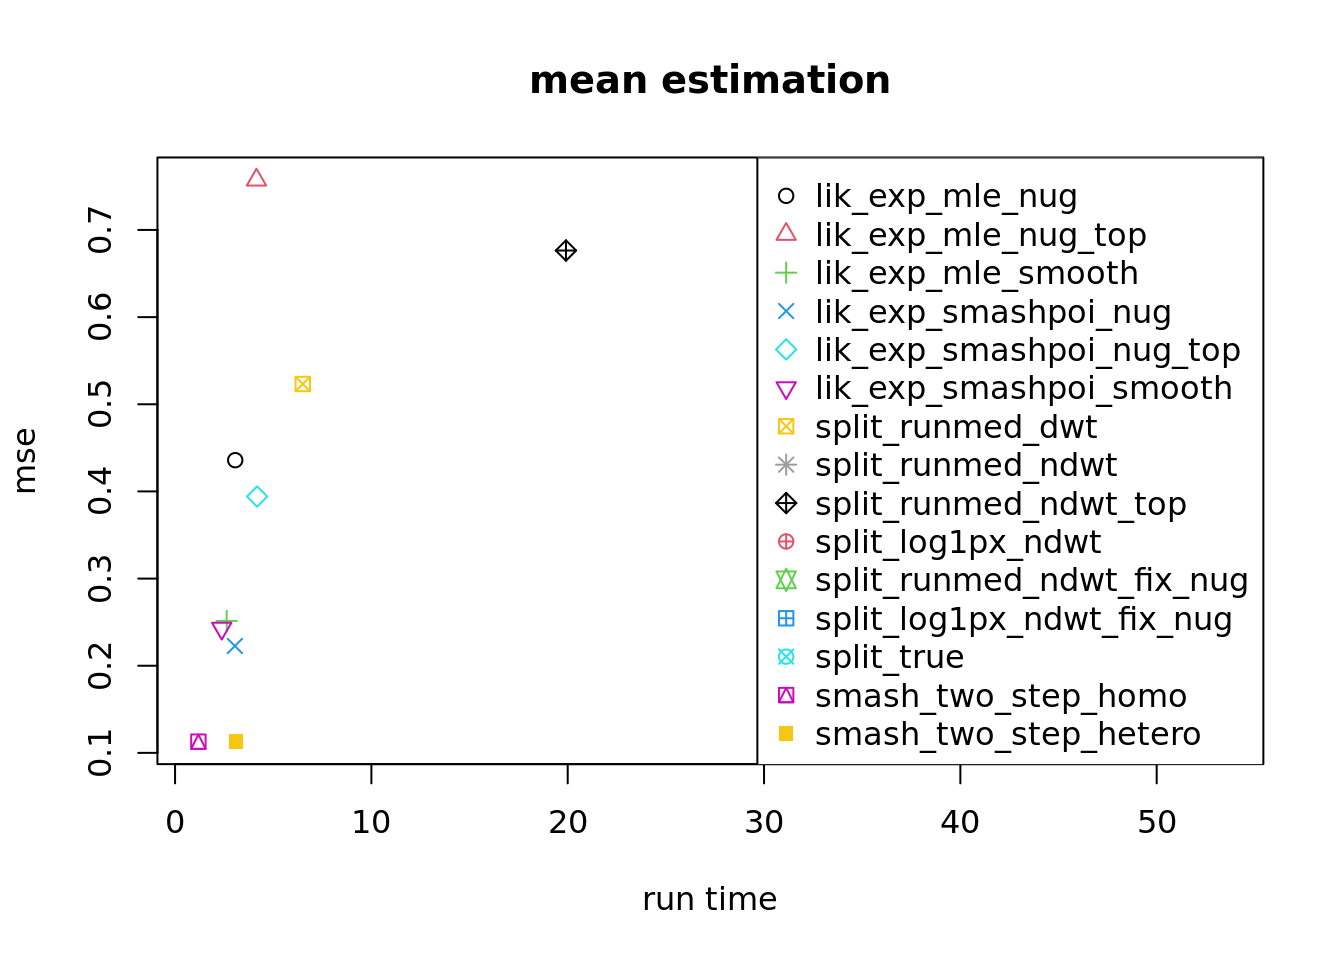 mean estimation
mse
0.7
0.6
0.5
0.4
0.3
0.2
0.1
lik_exp_mle_nug
lik_exp_mle_nug_top
lik_exp_mle_smooth
lik_exp_smashpoi_nug
lik_exp_smashpoi_nug_top
lik_exp_smashpoi_smooth
split_runmed_dwt
split_runmed_ndwt
split_runmed_ndwt_top
split_log1px_ndwt
split_runmed_ndwt_fix_nug
split_log1px_ndwt_fix_nug
split_true
smash_two_step_homo
smash_two_step_hetero
0 10 20 30 40 50
run time